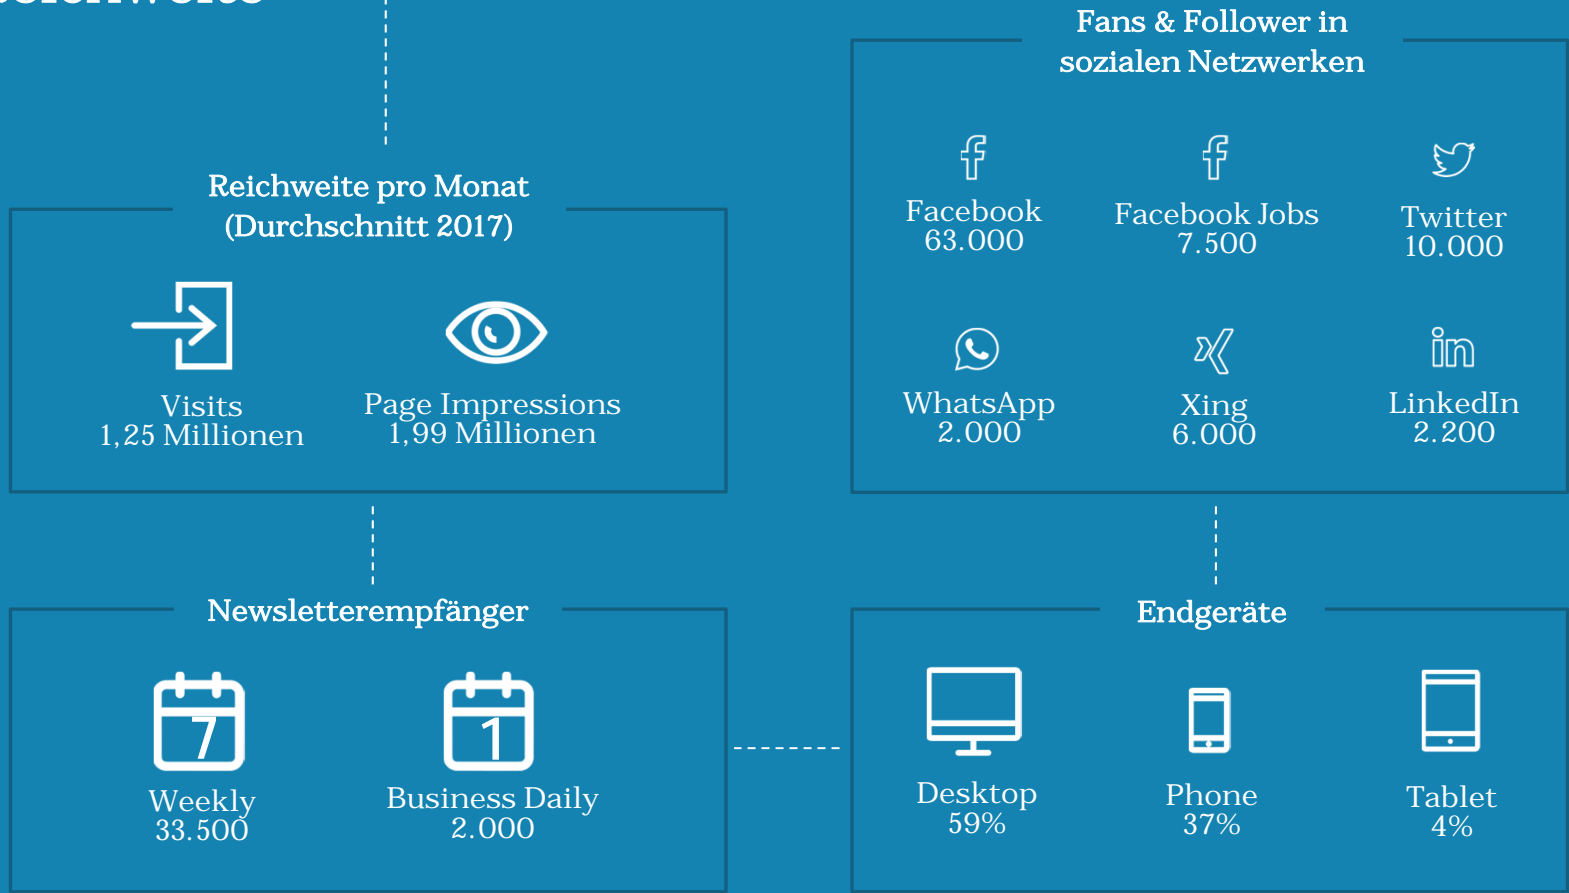 Reichweite pro Monat
(Durchschnitt 2017)
Visits
1,25 Millionen
Page Impressions
1,99 Millionen
Fans & Follower in
sozialen Netzwerken
Facebook
63.000
Facebook Jobs
7.500
Twitter
10.000
WhatsApp
2.000
Xing
6.000
in
LinkedIn
2.200
Newsletterempfänger
7
Weekly
33.500
1
Business Daily
2.000
Endgeräte
Desktop
59%
Phone
37%
Tablet
4%